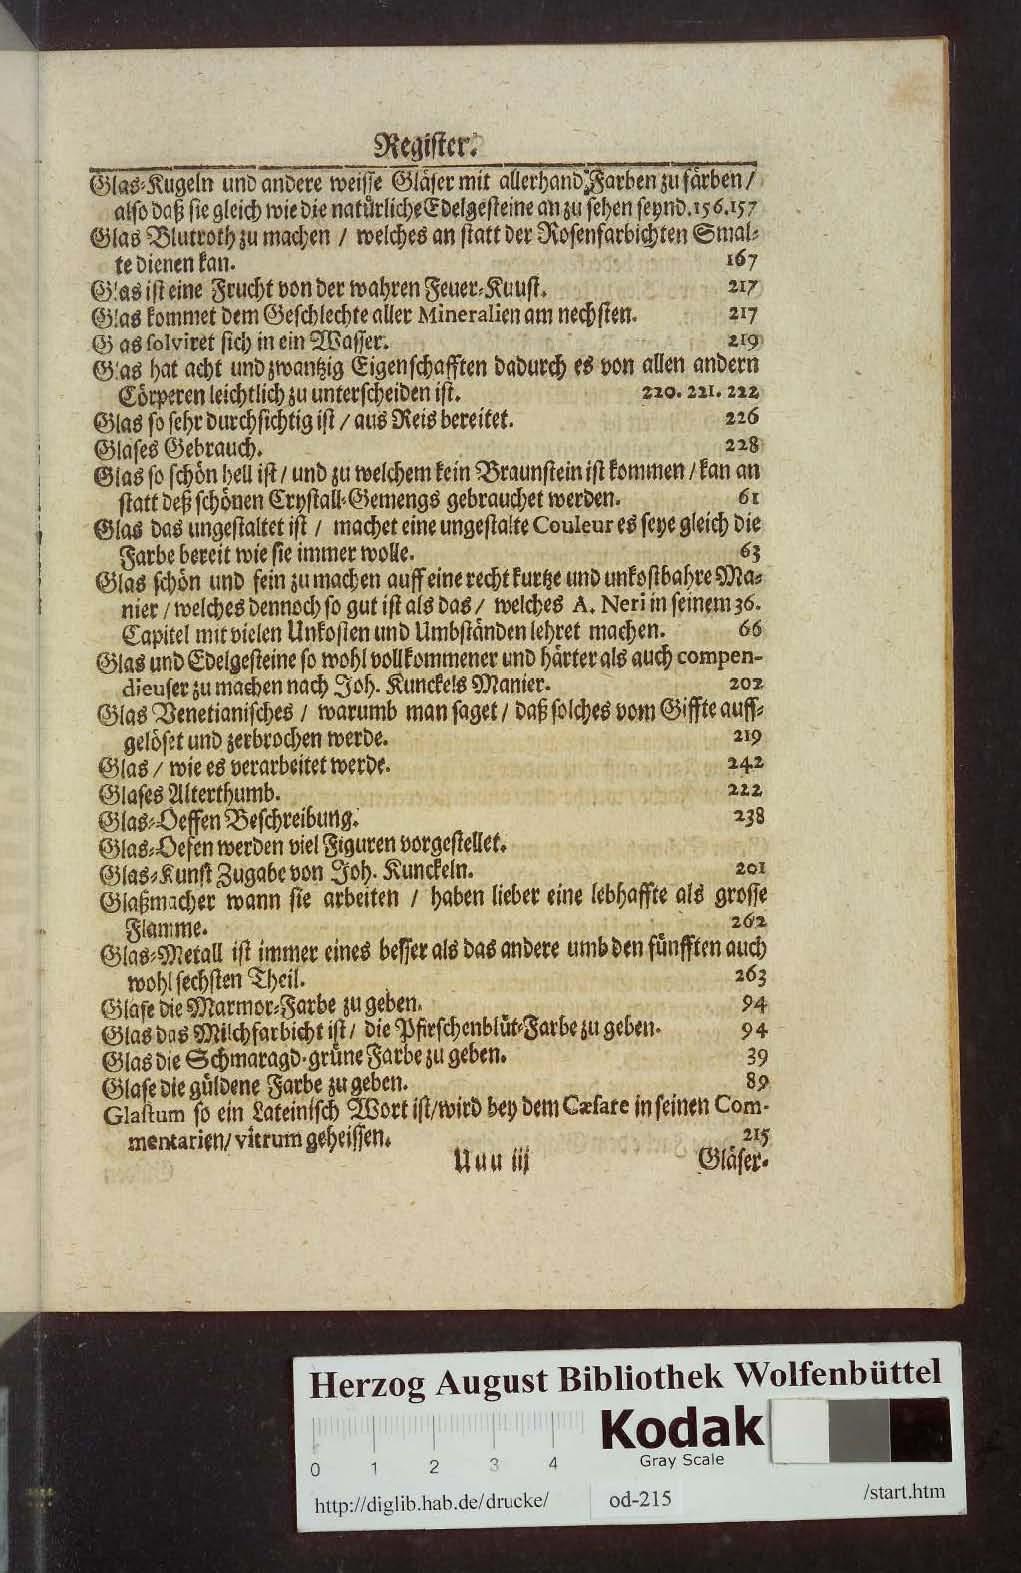 Register.
Glas-Kugeln und andere weisse Gläser mit allerhand Farben zu färben /
also daß sie gleich wie die natürliche Edelgesteine an zu sehen seynd. 156. 157
Glas Blutroth zu machen / welches an statt der Rosenfarbichten Smal-
te dienen kan. 167
Glas ist eine Frucht von der wahren Feuer-Kuust. 217
Glas kommet dem Geschlechte aller Mineralien am nechsten. 217
G as solviret sich in ein Wasser. 219
Glas hat acht und zwantzig Eigenschafften dadurch es von allen andern
Cörperen leichtlich zu unterscheiden ist. 220. 221. 222
Glas so sehr durchsichtig ist / aus Reis bereitet. 226
Glases Gebrauch. 228
Glas so schön hell ist / und zu welchem kein Braunstein ist kommen / kan an
statt deß schönen Crystall-Gemengs gebrauchet werden. 61
Glas das ungestaltet ist / machet eine ungestalte Couleur es seye gleich die
Farbe bereit wie sie immer wolle. 63
Glas schön und fein zu machen auff eine recht kurtze und unkostbahre Ma-
nier / welches dennoch so gut ist als das / welches A. Neri in seinem 36.
Capitel mit vielen Unkosten und Umbständen lehret machen. 66
Glas und Edelgesteine so wohl vollkommener und härter als auch compen-
dieuser zu machen nach Joh. Kunckels Manier. 202
Glas Venetianisches / warumb man saget / daß solches vom Giffte auff-
gelöset und zerbrochen werde. 219
Glas / wie es verarbeitet werde. 242
Glases Alterthumb. 222
Glas-Oeffen Beschreibung. 238
Glas-Oefen werden viel Figuren vorgestellet.
Glas-Kunst Zugabe von Joh. Kunckeln. 201
Glaßmacher wann sie arbeiten / haben lieber eine lebhaffte als grosse
Flamme. 262
Glas-Metall ist immer eines besser als das andere umb den fünfften auch
wohl sechsten Theil. 263
Glase die Marmor-Farbe zu geben. 94
Glas das Milchfarbicht ist / die Pfirschenblüt-Farbe zu geben. 94
Glas die Schmaragd-grüne Farbe zu geben. 39
Glase die güldene Farbe zu geben. 89
Glastum so ein Lateinisch Wort ist / wird bey dem Cæsare in seinen Com-
mentarien / vitrum geheissen. 215
Uuu iij Gläser.
Herzog August Bibliothek Wolfenbüttel
Kodak
Gray Scale
0 1 2 3 4
http://diglib.hab.de/drucke/ od-215 /start.htm